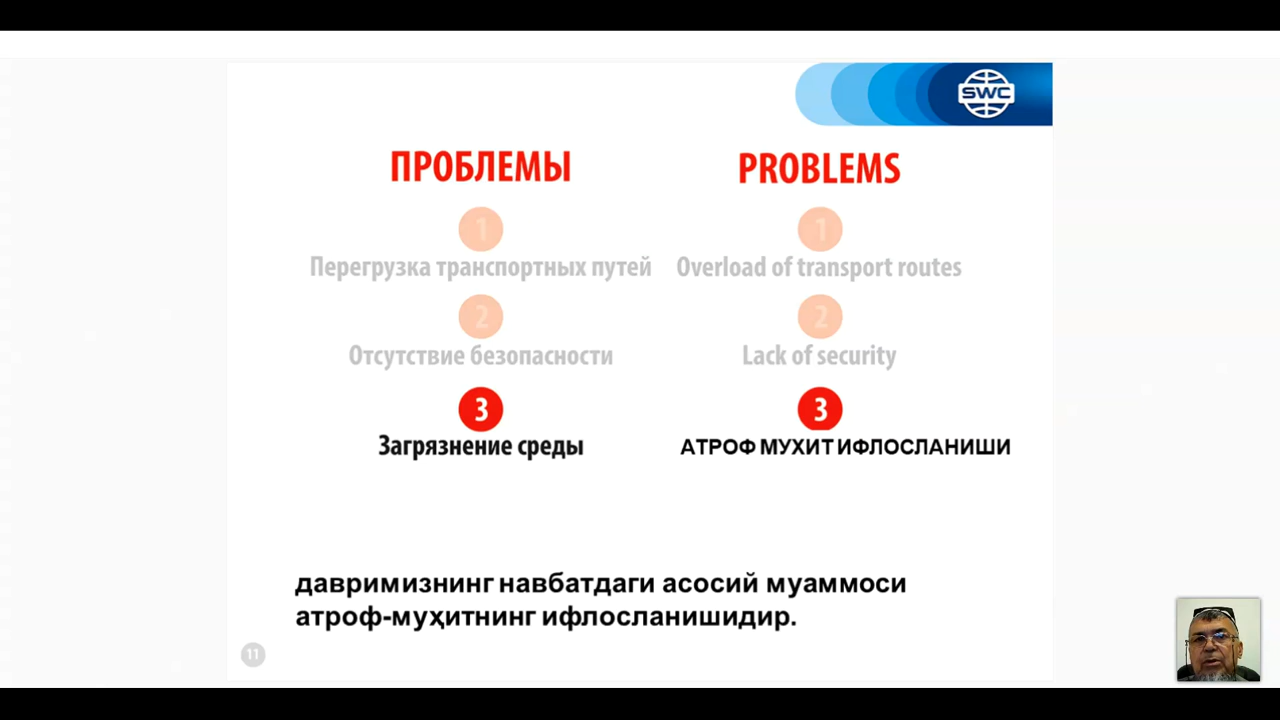 SWC
ПРОБЛЕМЫ
1
Перегрузка транспортных путей
2
Отсутствие безопасности
3
Загрязнение среды
PROBLEMS
1
Overload of transport routes
2
Lack of security
3
АТРОФ МУХИТ ИФЛОСЛАНИШИ
давримизнинг навбатдаги асосий муаммоси
атроф-муҳитнинг ифлосланишидир.
11